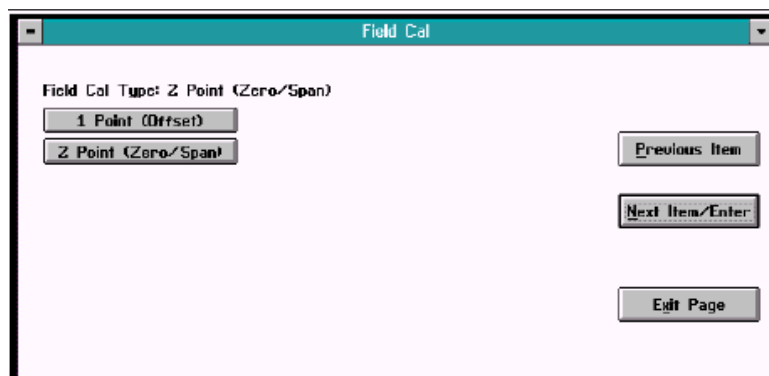 Field Cal
Field Cal Type: 2 Point (Zero/Span)
1 Point (Offset)
2 Point (Zero/Span)
Previous Item
Next Item/Enter
Exit Page